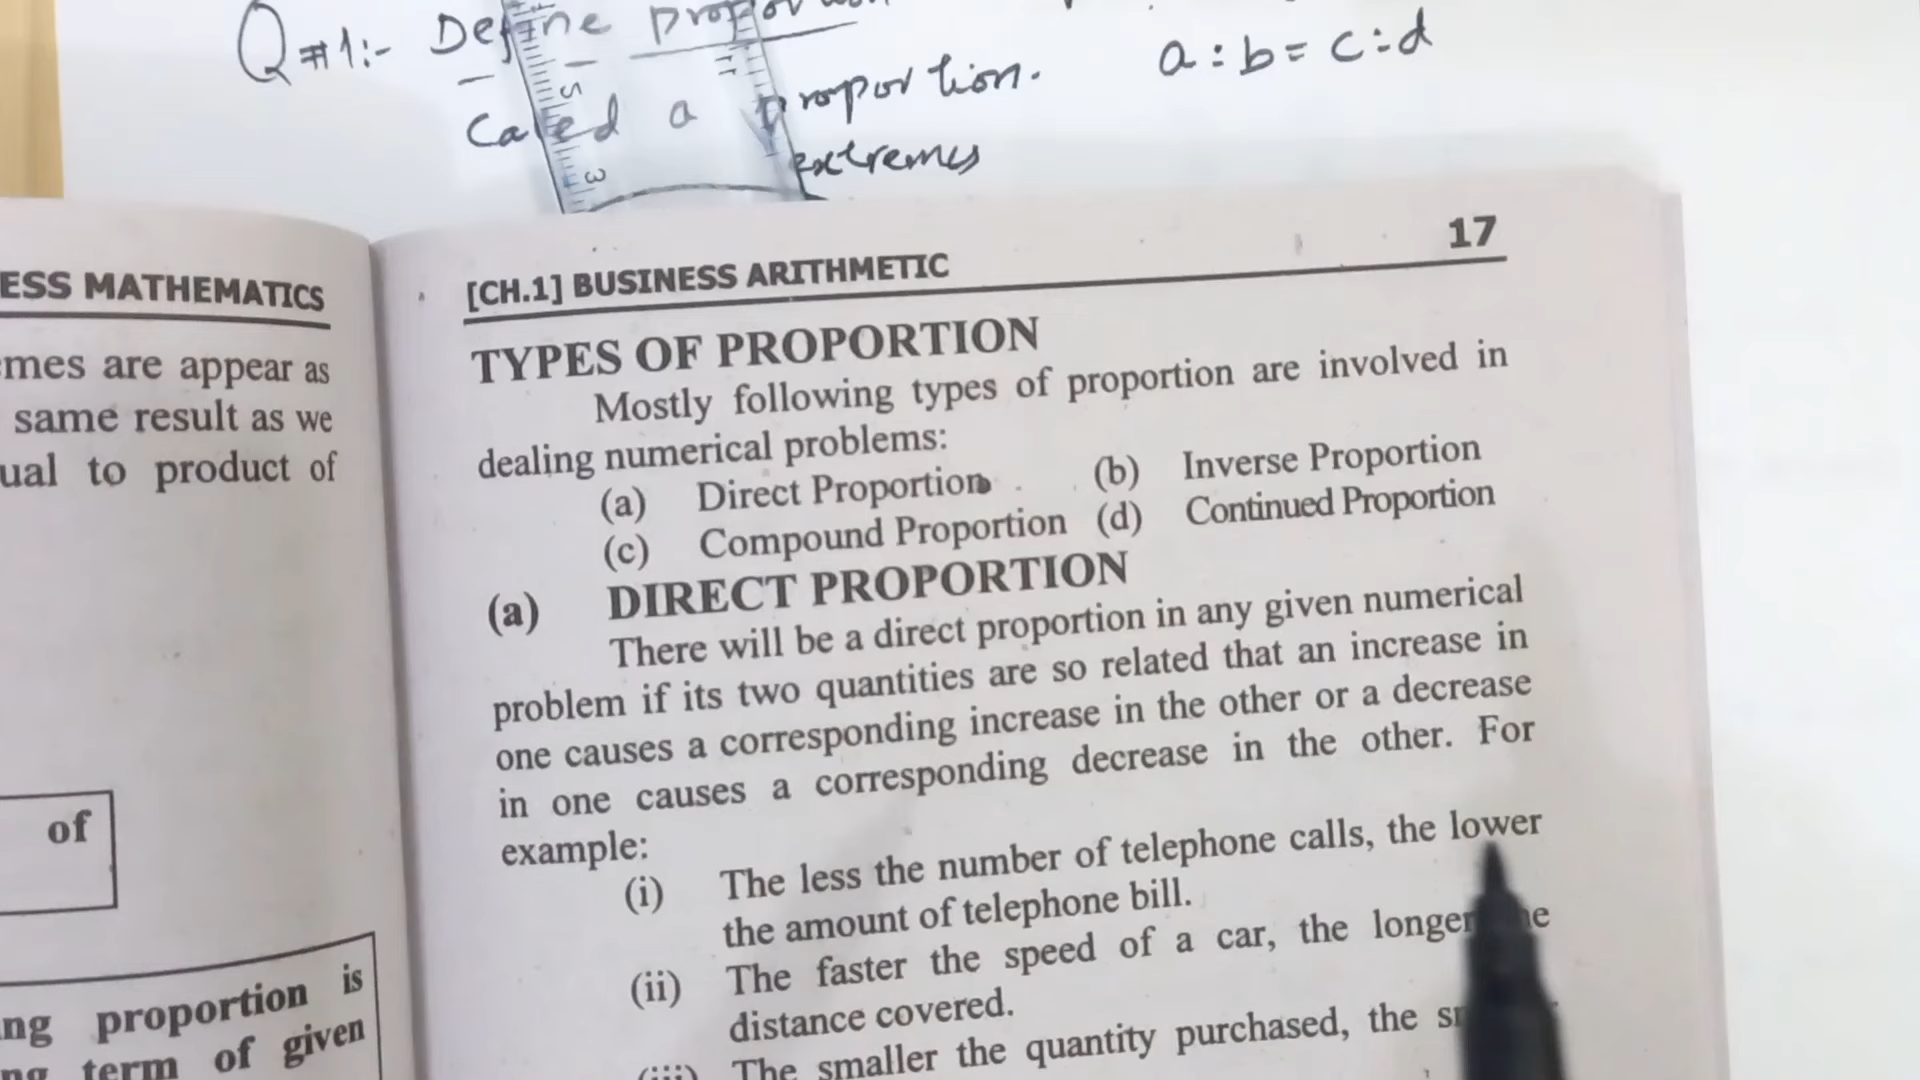 Q#1:- Define
a:b=c:d
Called a proportion.
extremes
ESS MATHEMATICS
mes are appear as
same result as we
ual to product of
of
ng proportion is
ng term of given
[CH.1] BUSINESS ARITHMETIC 17
TYPES OF PROPORTION
Mostly following types of proportion are involved in
dealing numerical problems:
(a) Direct Proportion (b) Inverse Proportion
(c) Compound Proportion (d) Continued Proportion
(a) DIRECT PROPORTION
There will be a direct proportion in any given numerical
problem if its two quantities are so related that an increase in
one causes a corresponding increase in the other or a decrease
in one causes a corresponding decrease in the other. For
example:
(i) The less the number of telephone calls, the lower
the amount of telephone bill.
(ii) The faster the speed of a car, the longer
distance covered.
(iii) The smaller the quantity purchased, the